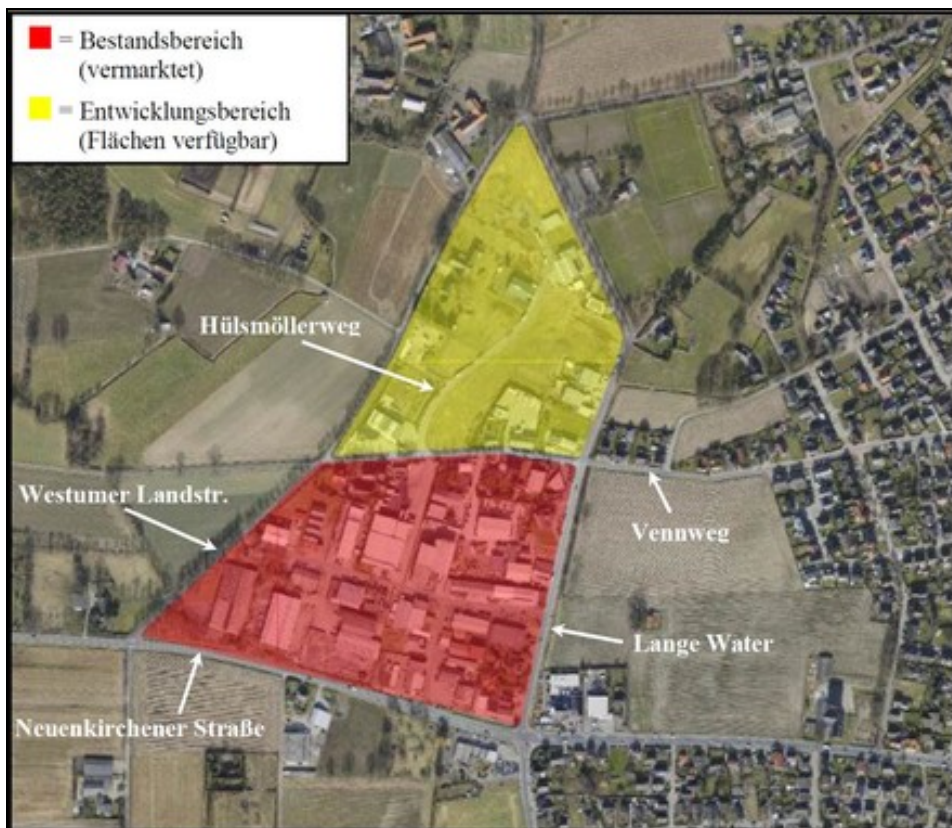 = Bestandsbereich
(vermarktet)
= Entwicklungsbereich
(Flächen verfügbar)
Hülsmöllerweg
Westumer Landstr.
Vennweg
Lange Water
Neuenkirchener Straße